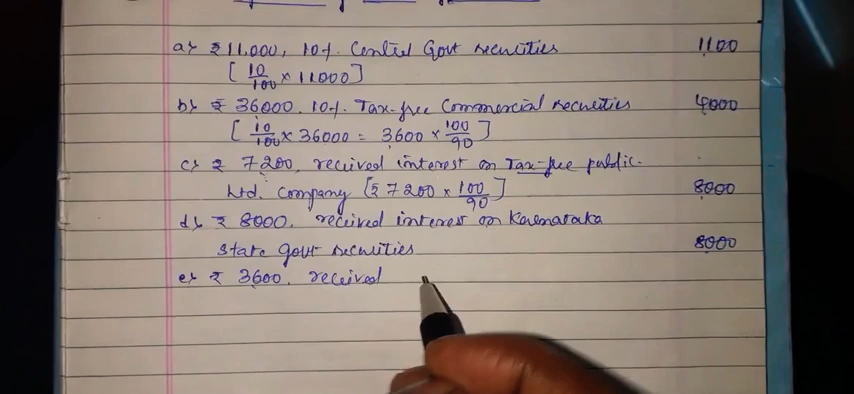 a) ₹ 11,000, 10%. Central Govt securities 1100
[10/100 × 11000]
b) ₹ 36000. 10%. Tax-free Commercial securities 4000
[10/100 × 36000 = 3600 × 100/90]
c) ₹ 7200, received interest on Tax-free public.
Ltd. Company [₹ 7200 × 100/90] 8000
d) ₹ 8000. received interest on Karnataka
State Govt securities 8000
e) ₹ 3600. received